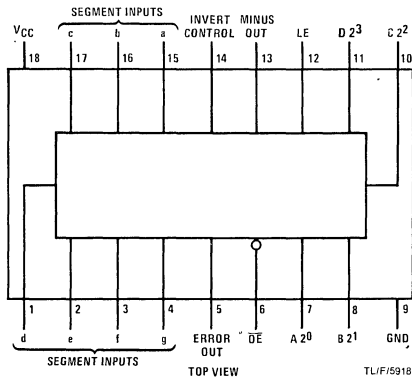 SEGMENT INPUTS
VCC c b a INVERT CONTROL MINUS OUT LE D 2³ C 2²
18 17 16 15 14 13 12 11 10
1 2 3 4 5 6 7 8 9
d e f g ERROR OUT OE A 2⁰ B 2¹ GND
SEGMENT INPUTS
TOP VIEW
TL/F/5918